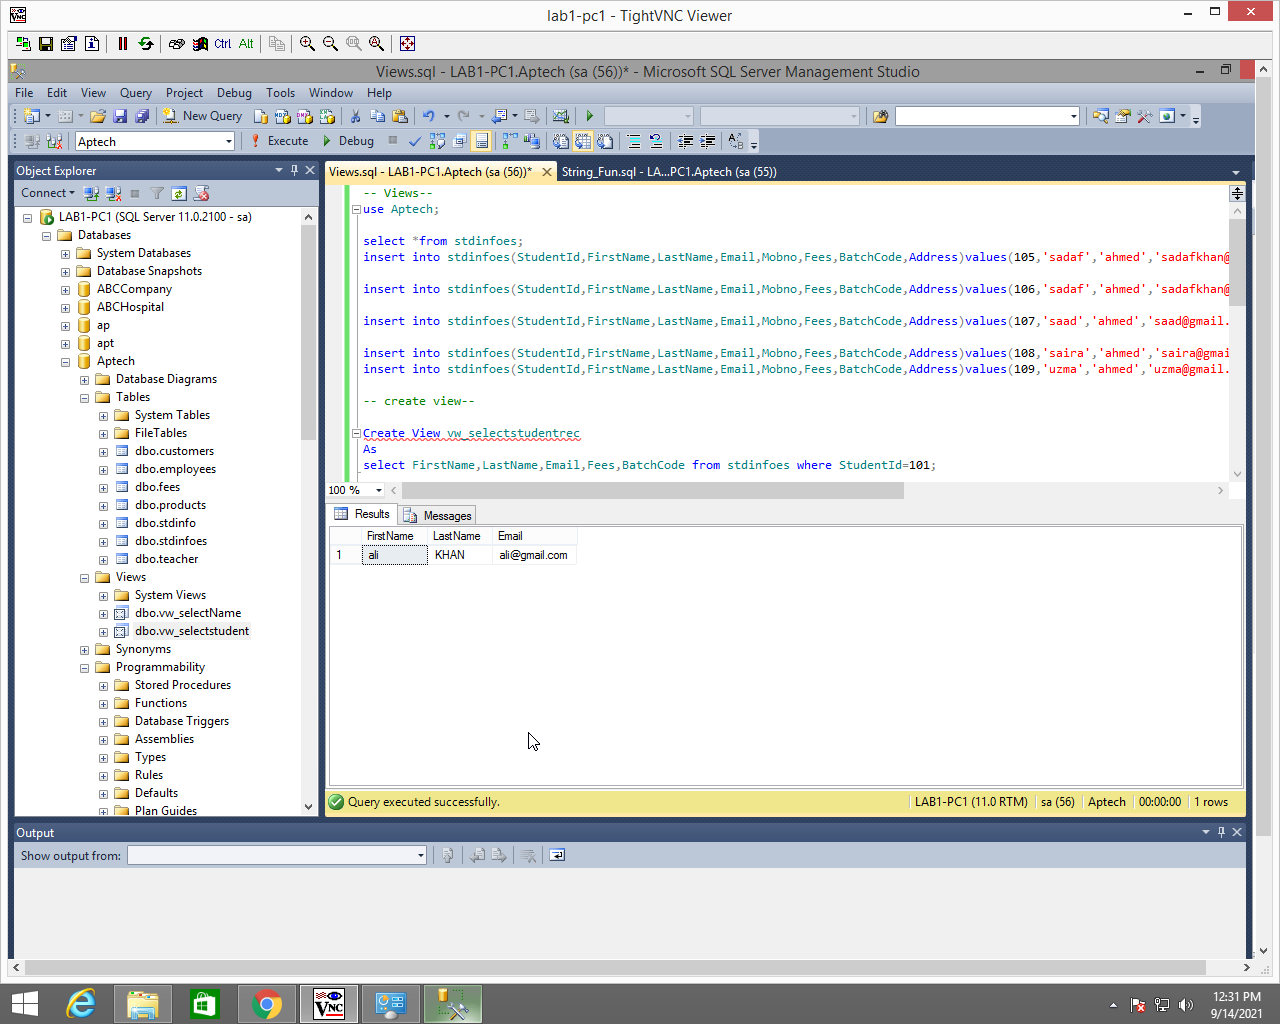 lab1-pc1 - TightVNC Viewer
Ctrl Alt
Views.sql - LAB1-PC1.Aptech (sa (56))* - Microsoft SQL Server Management Studio
File Edit View Query Project Debug Tools Window Help
New Query
Aptech Execute Debug
Object Explorer
Connect
LAB1-PC1 (SQL Server 11.0.2100 - sa)
Databases
System Databases
Database Snapshots
ABCCompany
ABCHospital
ap
apt
Aptech
Database Diagrams
Tables
System Tables
FileTables
dbo.customers
dbo.employees
dbo.fees
dbo.products
dbo.stdinfo
dbo.stdinfoes
dbo.teacher
Views
System Views
dbo.vw_selectName
dbo.vw_selectstudent
Synonyms
Programmability
Stored Procedures
Functions
Database Triggers
Assemblies
Types
Rules
Defaults
Plan Guides
Views.sql - LAB1-PC1.Aptech (sa (56))* String_Fun.sql - LA...PC1.Aptech (sa (55))
-- Views--
use Aptech;
select *from stdinfoes;
insert into stdinfoes(StudentId,FirstName,LastName,Email,Mobno,Fees,BatchCode,Address)values(105,'sadaf','ahmed','sadafkhan@
insert into stdinfoes(StudentId,FirstName,LastName,Email,Mobno,Fees,BatchCode,Address)values(106,'sadaf','ahmed','sadafkhan@
insert into stdinfoes(StudentId,FirstName,LastName,Email,Mobno,Fees,BatchCode,Address)values(107,'saad','ahmed','saad@gmail.
insert into stdinfoes(StudentId,FirstName,LastName,Email,Mobno,Fees,BatchCode,Address)values(108,'saira','ahmed','saira@gmai
insert into stdinfoes(StudentId,FirstName,LastName,Email,Mobno,Fees,BatchCode,Address)values(109,'uzma','ahmed','uzma@gmail.
-- create view--
Create View vw_selectstudentrec
As
select FirstName,LastName,Email,Fees,BatchCode from stdinfoes where StudentId=101;
100 %
Results Messages
FirstName LastName Email
1 ali KHAN ali@gmail.com
Query executed successfully. LAB1-PC1 (11.0 RTM) sa (56) Aptech 00:00:00 1 rows
Output
Show output from:
12:31 PM
9/14/2021